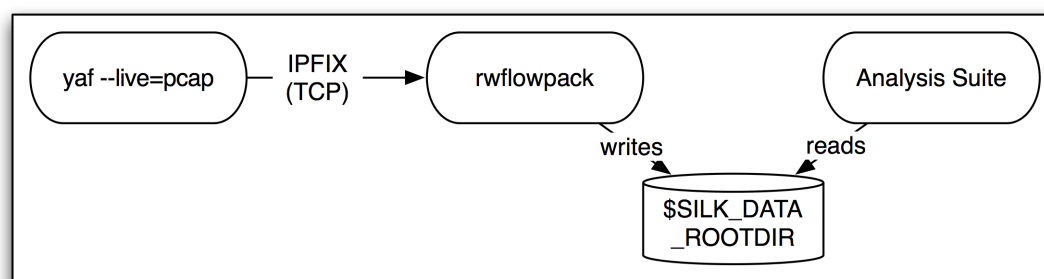 yaf --live=pcap
IPFIX
(TCP)
rwflowpack
Analysis Suite
writes
reads
$SILK_DATA
_ROOTDIR